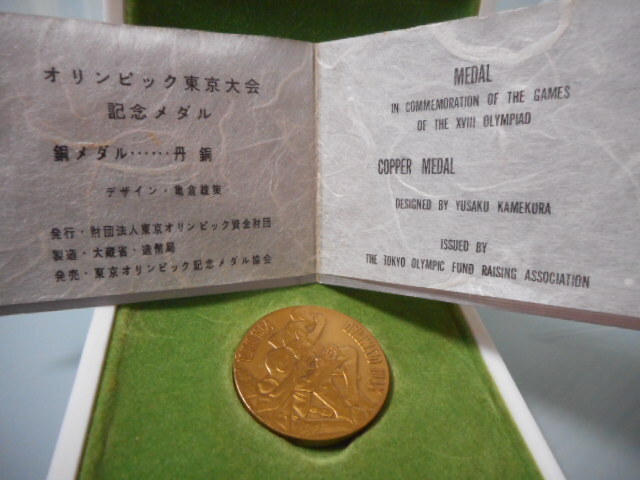 オリンピック東京大会
記念メダル
銅メダル……丹 銅
デザイン・亀倉雄策
発行・財団法人東京オリンピック資金財団
製造・大蔵省・造幣局
発売・東京オリンピック記念メダル協会
MEDAL
IN COMMEMORATION OF THE GAMES
OF THE XVIII OLYMPIAD
COPPER MEDAL
DESIGNED BY YUSAKU KAMEKURA
ISSUED BY
THE TOKYO OLYMPIC FUND RAISING ASSOCIATION